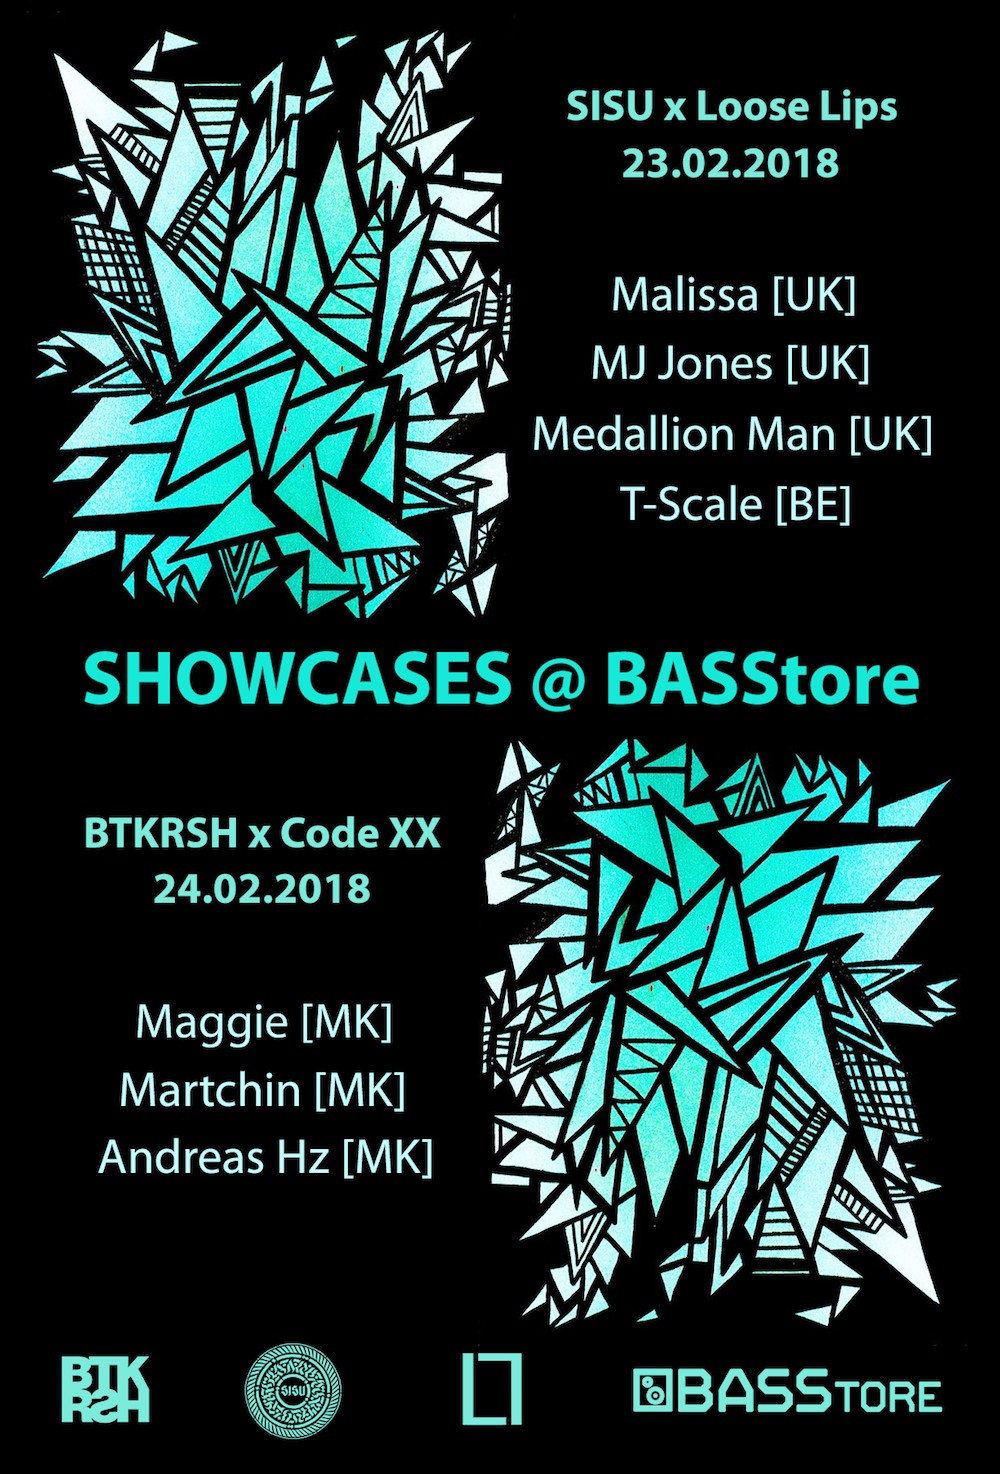 SISU x Loose Lips
23.02.2018
Malissa [UK]
MJ Jones [UK]
Medallion Man [UK]
T-Scale [BE]
SHOWCASES @ BASStore
BTKRSH x Code XX
24.02.2018
Maggie [MK]
Martchin [MK]
Andreas Hz [MK]
BTK
RSH
SISU
BASSTORE